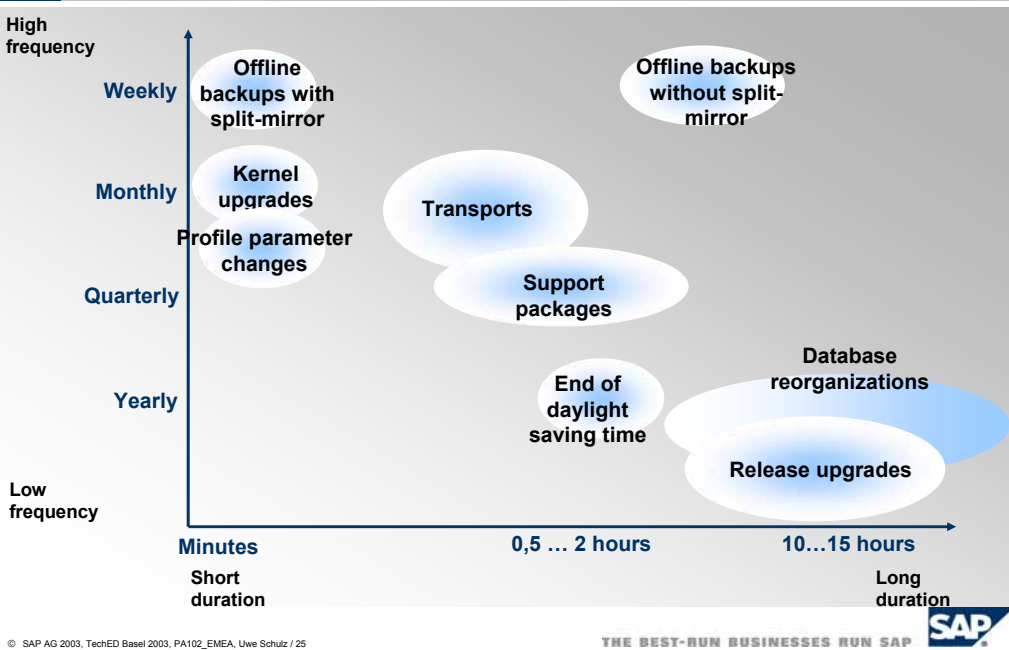 High
frequency
Weekly
Offline
backups with
split-mirror
Offline backups
without split-
mirror
Monthly
Kernel
upgrades
Transports
Profile parameter
changes
Quarterly
Support
packages
Database
reorganizations
Yearly
End of
daylight
saving time
Release upgrades
Low
frequency
Minutes
0,5 … 2 hours
10…15 hours
Short
duration
Long
duration
© SAP AG 2003, TechED Basel 2003, PA102_EMEA, Uwe Schulz / 25
THE BEST-RUN BUSINESSES RUN SAP
SAP